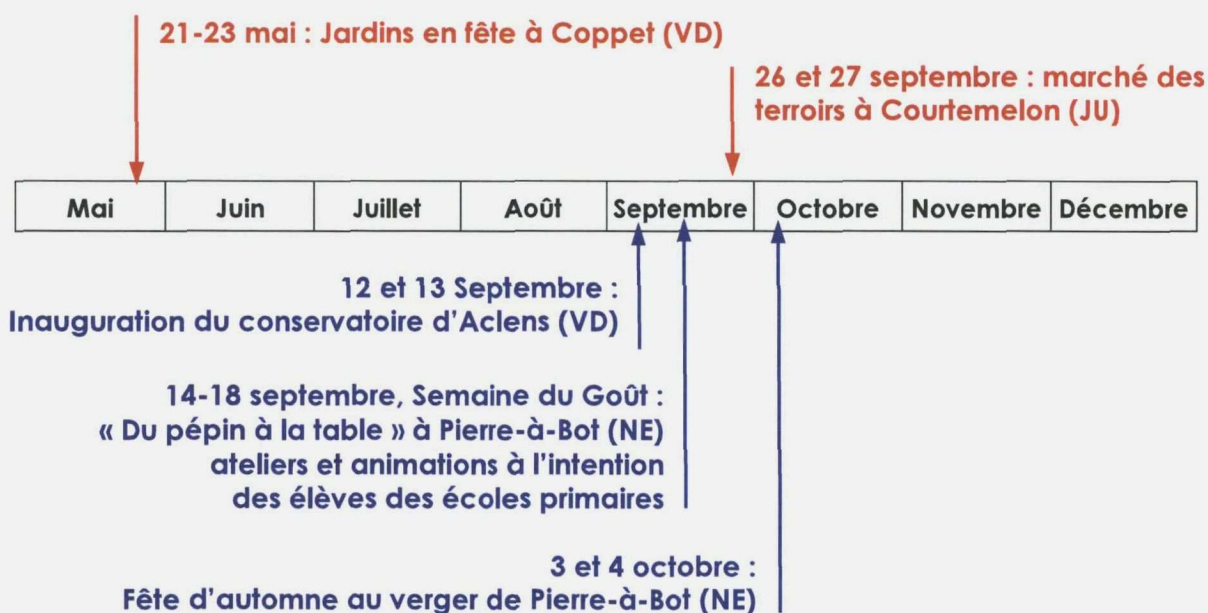 21-23 mai : Jardins en fête à Coppet (VD)
26 et 27 septembre : marché des
terroirs à Courtemelon (JU)
Mai Juin Juillet Août Septembre Octobre Novembre Décembre
12 et 13 Septembre :
Inauguration du conservatoire d'Aclens (VD)
14-18 septembre, Semaine du Goût :
« Du pépin à la table » à Pierre-à-Bot (NE)
ateliers et animations à l'intention
des élèves des écoles primaires
3 et 4 octobre :
Fête d'automne au verger de Pierre-à-Bot (NE)